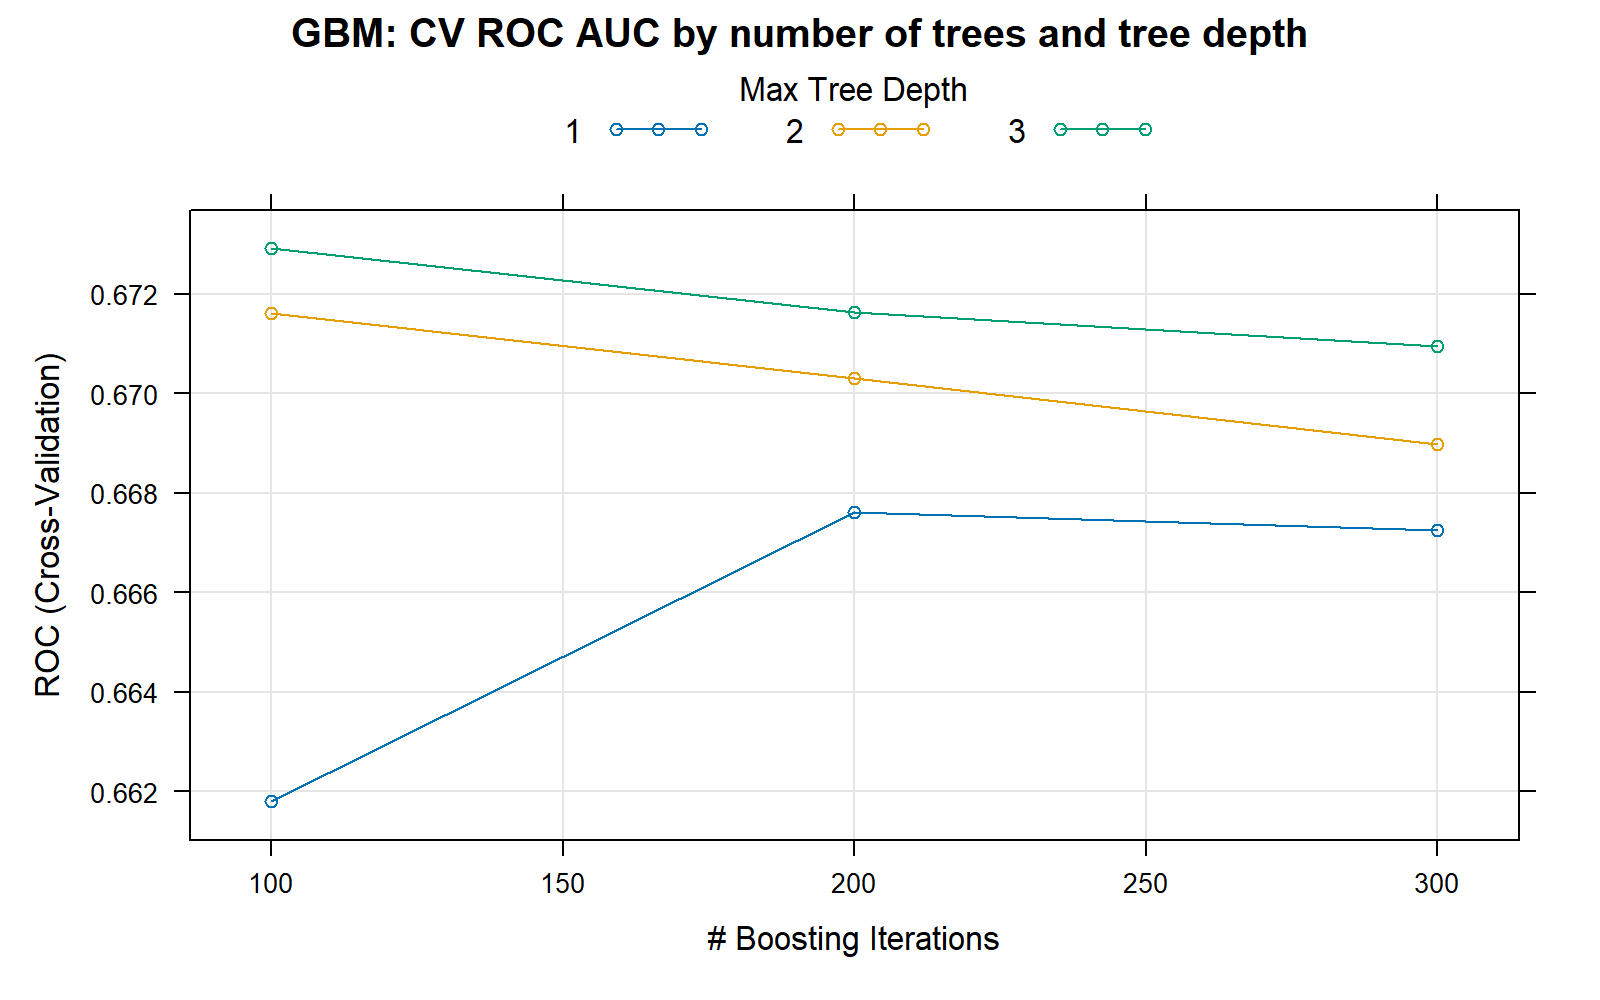 GBM: CV ROC AUC by number of trees and tree depth
Max Tree Depth
1 2 3
0.672
0.670
0.668
0.666
0.664
0.662
ROC (Cross-Validation)
100 150 200 250 300
# Boosting Iterations